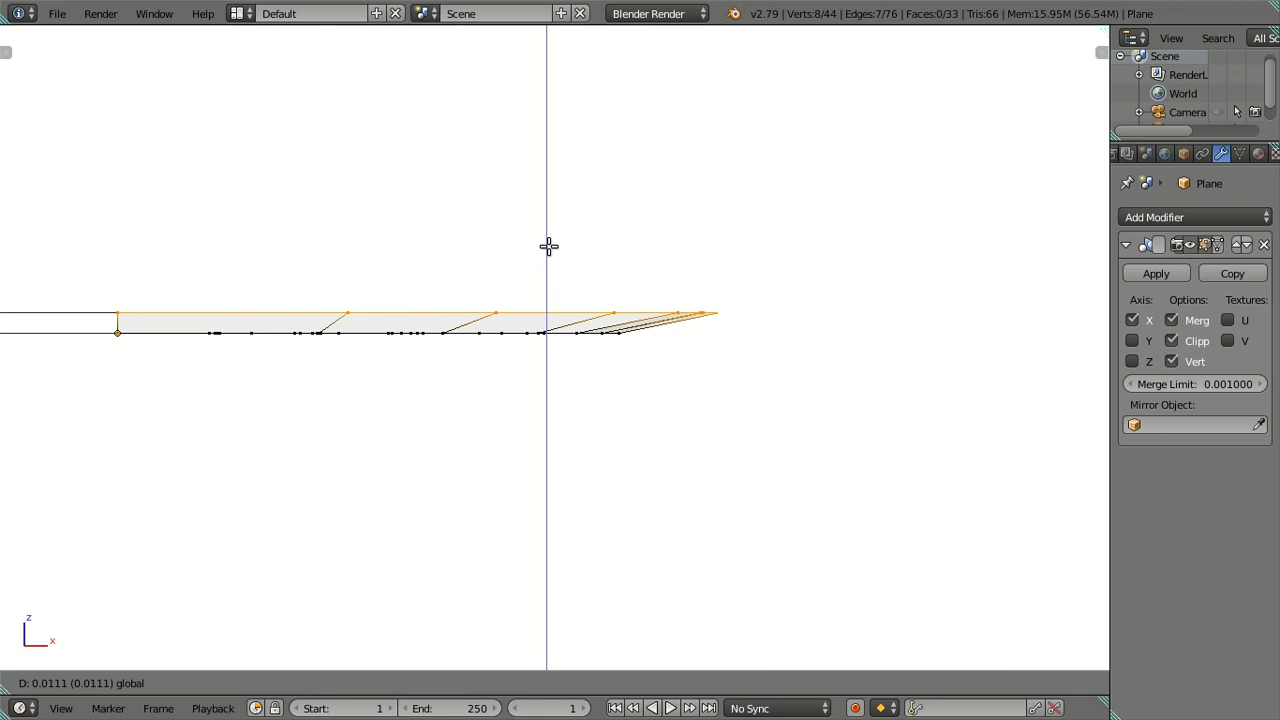 File Render Window Help Default Scene Blender Render v2.79 | Verts:8/44 | Edges:7/76 | Faces:0/33 | Tris:66 | Mem:15.95M (56.54M) | Plane
View Search All Sc
Scene
RenderL
World
Camera
Plane
Add Modifier
Apply Copy
Axis: Options: Textures:
X Merg U
Y Clipp V
Z Vert
Merge Limit: 0.001000
Mirror Object:
z
x
D: 0.0111 (0.0111) global
View Marker Frame Playback Start: 1 End: 250 1 No Sync